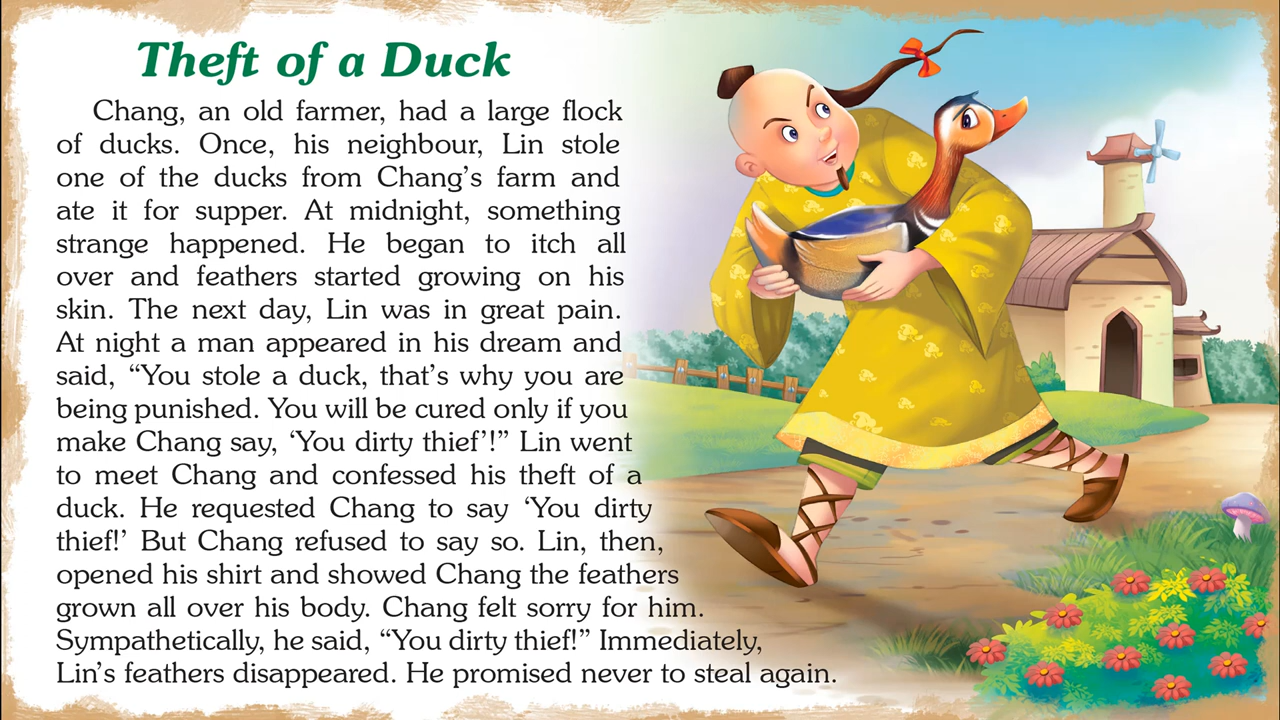 Theft of a Duck
Chang, an old farmer, had a large flock
of ducks. Once, his neighbour, Lin stole
one of the ducks from Chang’s farm and
ate it for supper. At midnight, something
strange happened. He began to itch all
over and feathers started growing on his
skin. The next day, Lin was in great pain.
At night a man appeared in his dream and
said, “You stole a duck, that’s why you are
being punished. You will be cured only if you
make Chang say, ‘You dirty thief’!” Lin went
to meet Chang and confessed his theft of a
duck. He requested Chang to say ‘You dirty
thief!’ But Chang refused to say so. Lin, then,
opened his shirt and showed Chang the feathers
grown all over his body. Chang felt sorry for him.
Sympathetically, he said, “You dirty thief!” Immediately,
Lin’s feathers disappeared. He promised never to steal again.